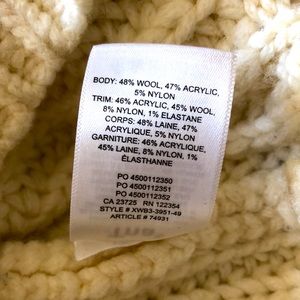 BODY: 48% WOOL, 47% ACRYLIC,
5% NYLON
TRIM: 46% ACRYLIC, 45% WOOL,
8% NYLON, 1% ELASTANE
CORPS: 48% LAINE, 47%
ACRYLIQUE, 5% NYLON
GARNITURE: 46% ACRYLIQUE,
45% LAINE, 8% NYLON, 1%
ÉLASTHANNE
PO 4500112350
PO 4500112351
PO 4500112352
CA 23725 RN 122354
STYLE # XWB3-3951-49
ARTICLE # 74931